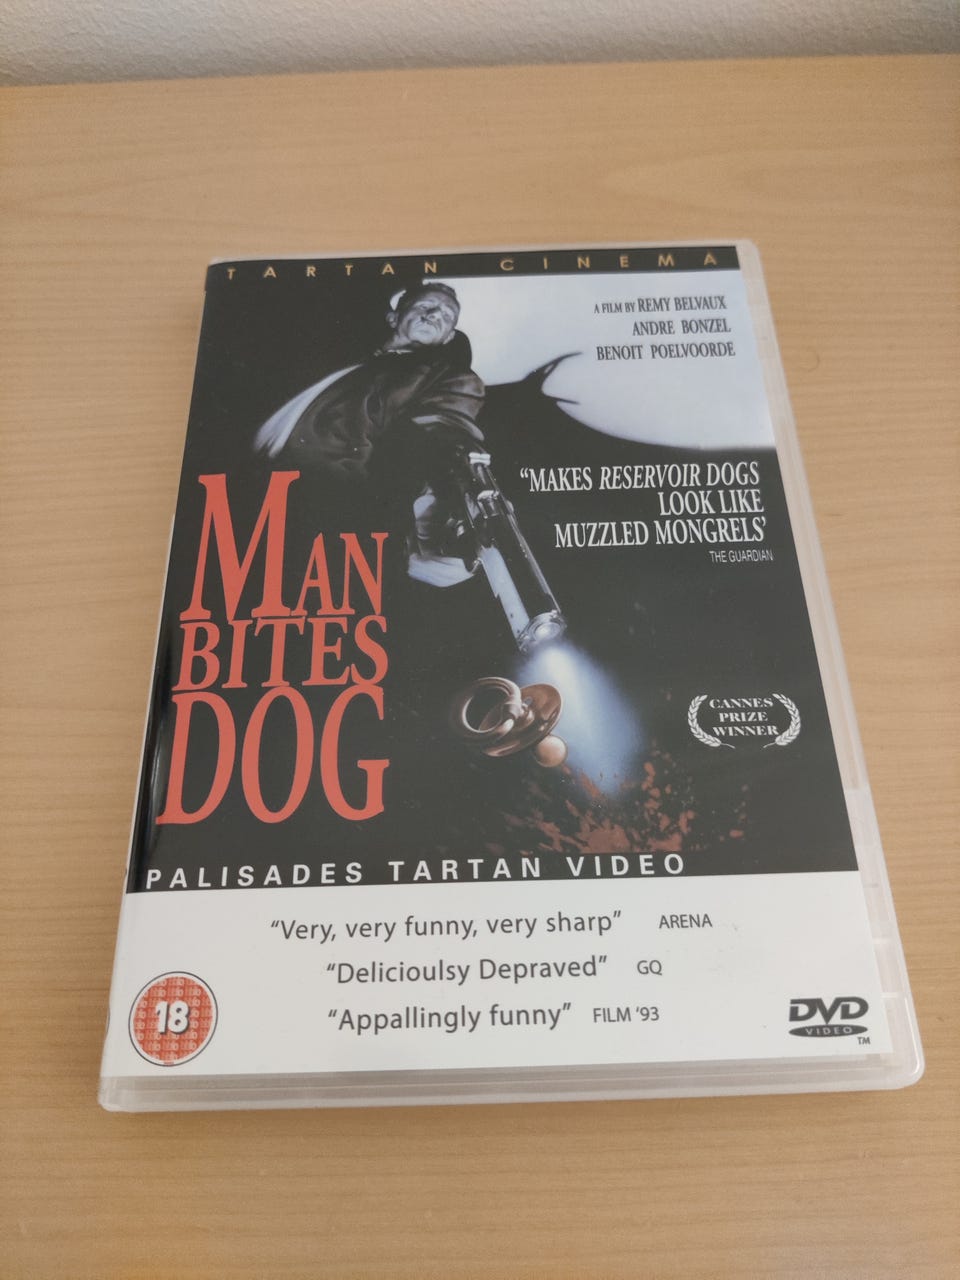 TARTAN CINEMA
A FILM BY REMY BELVAUX
ANDRE BONZEL
BENOIT POELVOORDE
“MAKES RESERVOIR DOGS
LOOK LIKE
MUZZLED MONGRELS’
THE GUARDIAN
MAN
BITES
DOG
CANNES
PRIZE
WINNER
PALISADES TARTAN VIDEO
“Very, very funny, very sharp” ARENA
“Delicioulsy Depraved” GQ
“Appallingly funny” FILM ’93
18
DVD
VIDEO
TM